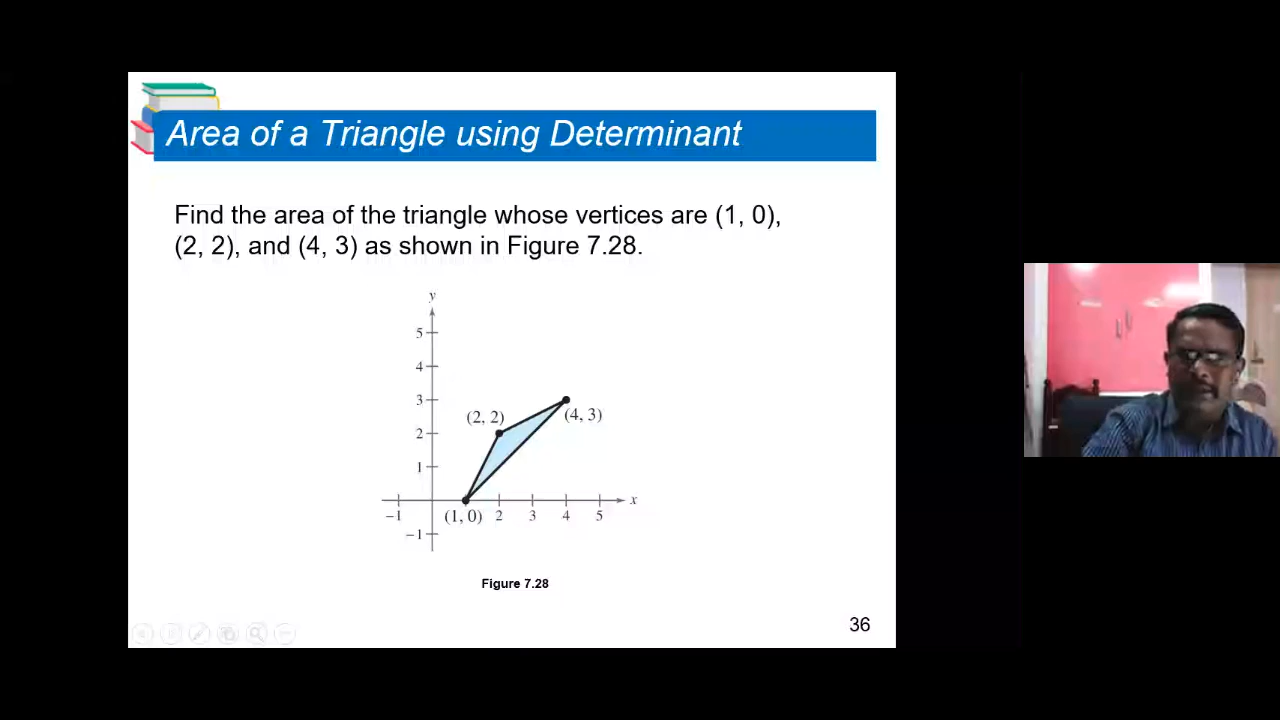 Area of a Triangle using Determinant
Find the area of the triangle whose vertices are (1, 0),
(2, 2), and (4, 3) as shown in Figure 7.28.
y
5
4
3
(2, 2)
(4, 3)
2
1
x
−1
(1, 0)
2
3
4
5
−1
Figure 7.28
36